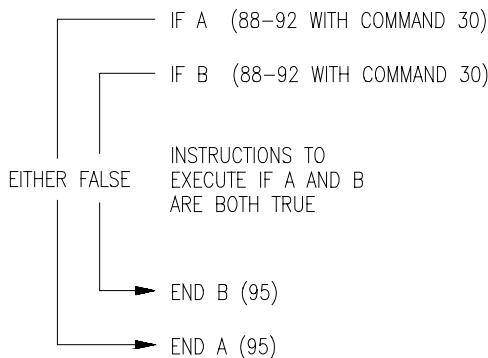 IF A (88-92 WITH COMMAND 30)
IF B (88-92 WITH COMMAND 30)
INSTRUCTIONS TO
EITHER FALSE EXECUTE IF A AND B
ARE BOTH TRUE
END B (95)
END A (95)